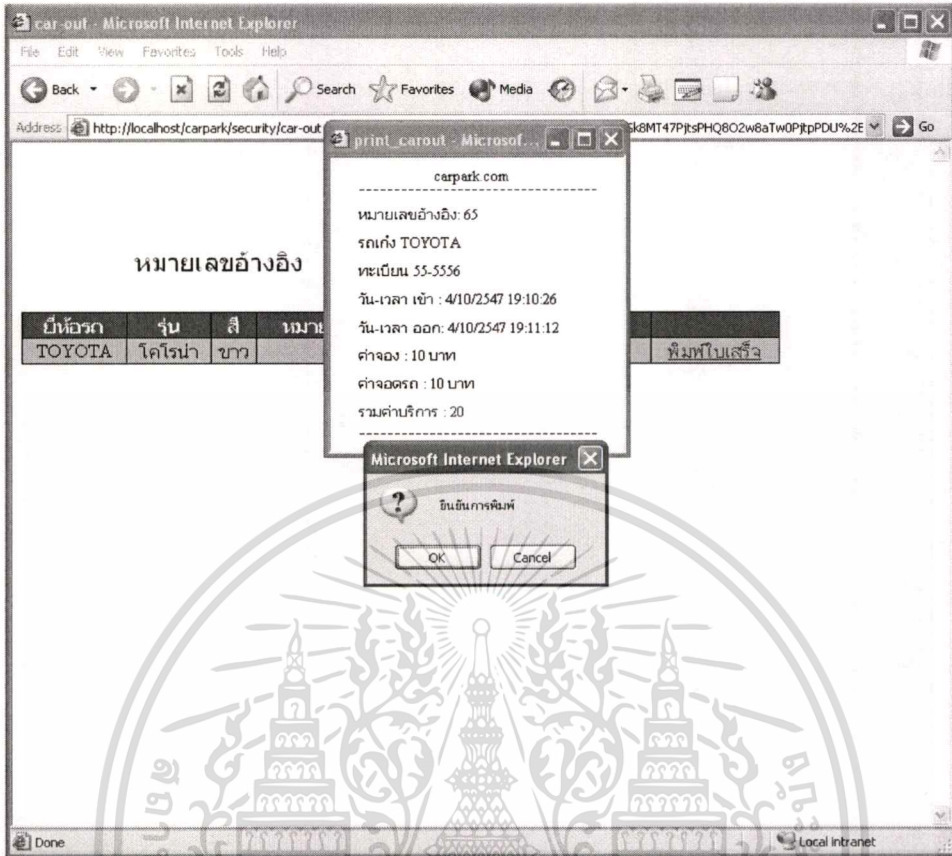 car-out - Microsoft Internet Explorer
File Edit View Favorites Tools Help
Back Search Favorites Media
Address http://localhost/carpark/security/car-out 5k8MT47PjtsPHQ8O2w8aTw0PjtpPDU%2E Go
print_carout - Microsof...
carpark.com
หมายเลขอ้างอิง: 65
รถเก๋ง TOYOTA
ทะเบียน 55-5556
วัน-เวลา เข้า : 4/10/2547 19:10:26
วัน-เวลา ออก: 4/10/2547 19:11:12
ค่าจอง : 10 บาท
ค่าจอดรถ : 10 บาท
รวมค่าบริการ : 20
หมายเลขอ้างอิง
ยี่ห้อรถ รุ่น สี หมาย
TOYOTA โคโรน่า ขาว พิมพ์ใบเสร็จ
Microsoft Internet Explorer
ยืนยันการพิมพ์
OK Cancel
Done Local intranet